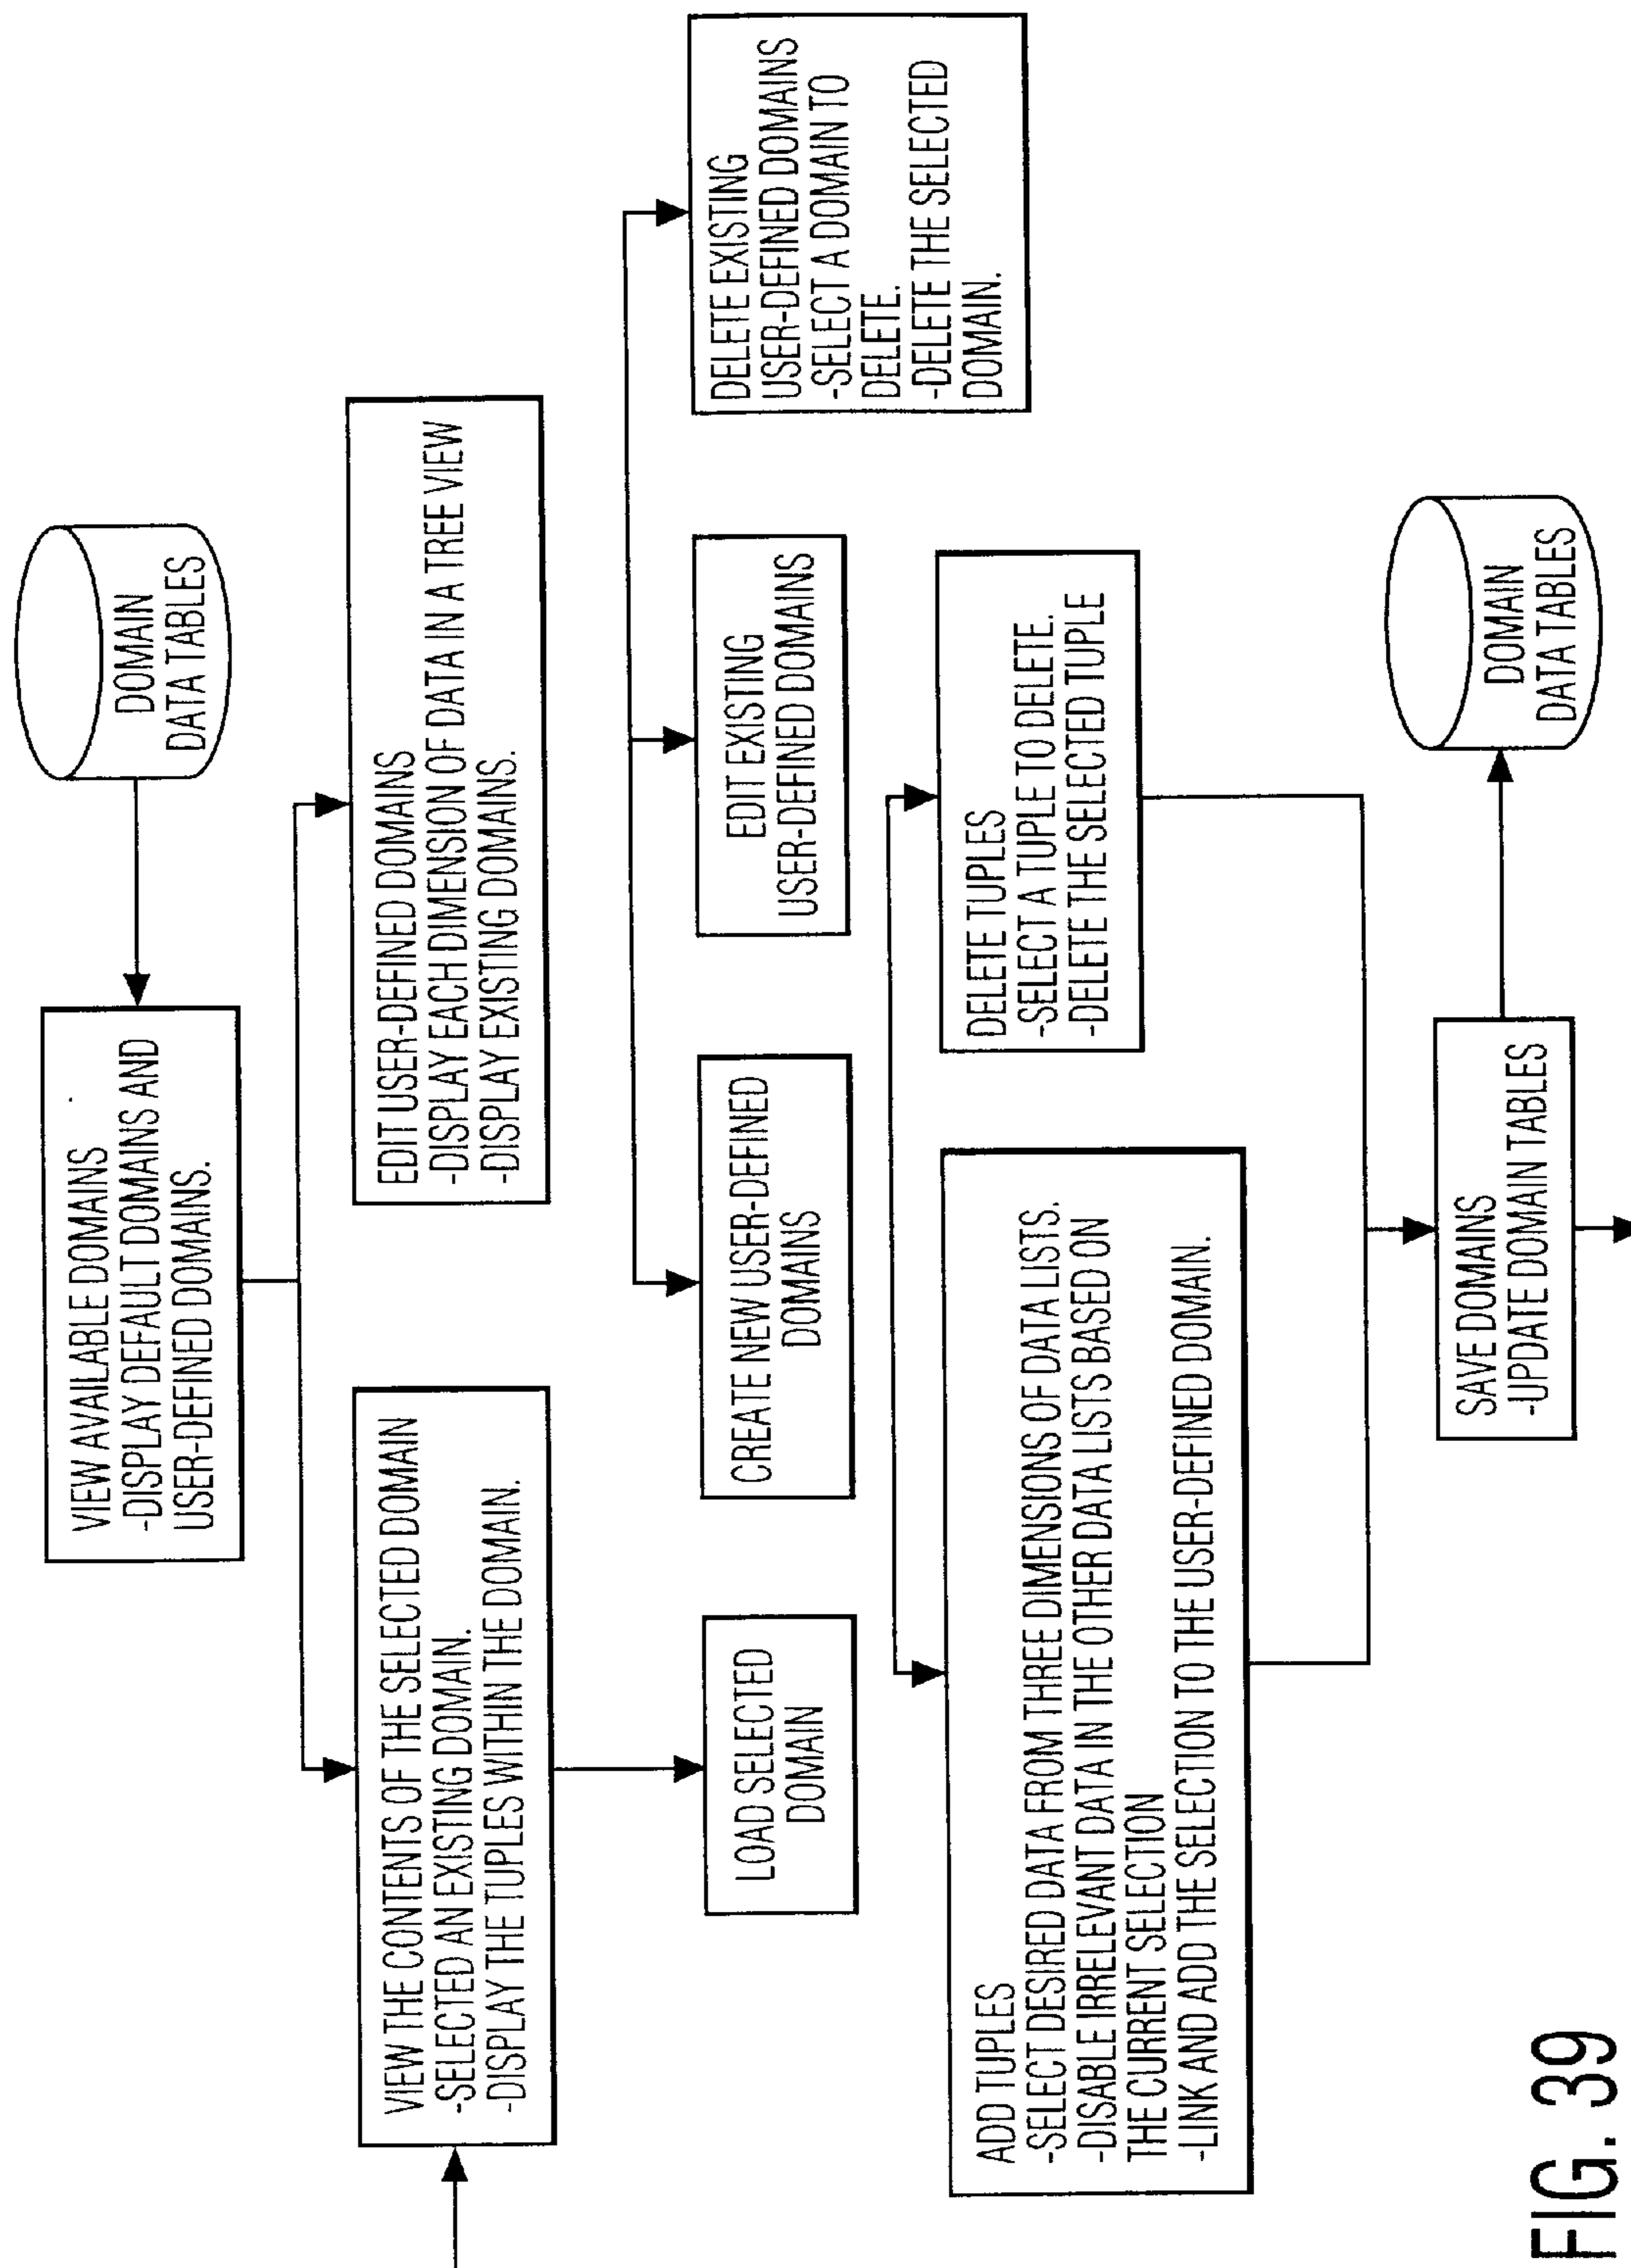 DOMAIN
DATA TABLES
VIEW AVAILABLE DOMAINS
-DISPLAY DEFAULT DOMAINS AND
USER-DEFINED DOMAINS.
VIEW THE CONTENTS OF THE SELECTED DOMAIN
-SELECTED AN EXISTING DOMAIN.
-DISPLAY THE TUPLES WITHIN THE DOMAIN.
EDIT USER-DEFINED DOMAINS
-DISPLAY EACH DIMENSION OF DATA IN A TREE VIEW
-DISPLAY EXISTING DOMAINS.
LOAD SELECTED
DOMAIN
CREATE NEW USER-DEFINED
DOMAINS
EDIT EXISTING
USER-DEFINED DOMAINS
DELETE EXISTING
USER-DEFINED DOMAINS
-SELECT A DOMAIN TO
DELETE.
-DELETE THE SELECTED
DOMAIN.
ADD TUPLES
-SELECT DESIRED DATA FROM THREE DIMENSIONS OF DATA LISTS.
-DISABLE IRRELEVANT DATA IN THE OTHER DATA LISTS BASED ON
THE CURRENT SELECTION
-LINK AND ADD THE SELECTION TO THE USER-DEFINED DOMAIN.
DELETE TUPLES
-SELECT A TUPLE TO DELETE.
-DELETE THE SELECTED TUPLE
SAVE DOMAINS
-UPDATE DOMAIN TABLES
DOMAIN
DATA TABLES
FIG. 39